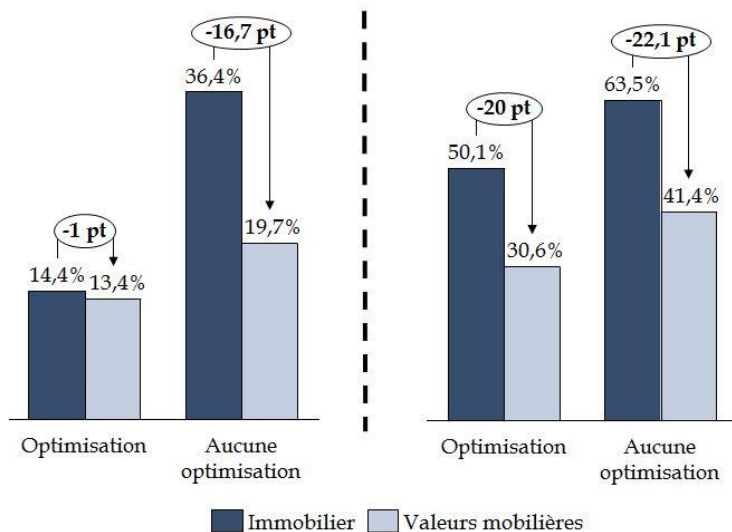 -16,7 pt
36,4%
19,7%
-1 pt
14,4%
13,4%
Optimisation
Aucune
optimisation
-22,1 pt
63,5%
-20 pt
50,1%
41,4%
30,6%
Optimisation
Aucune
optimisation
Immobilier
Valeurs mobilières